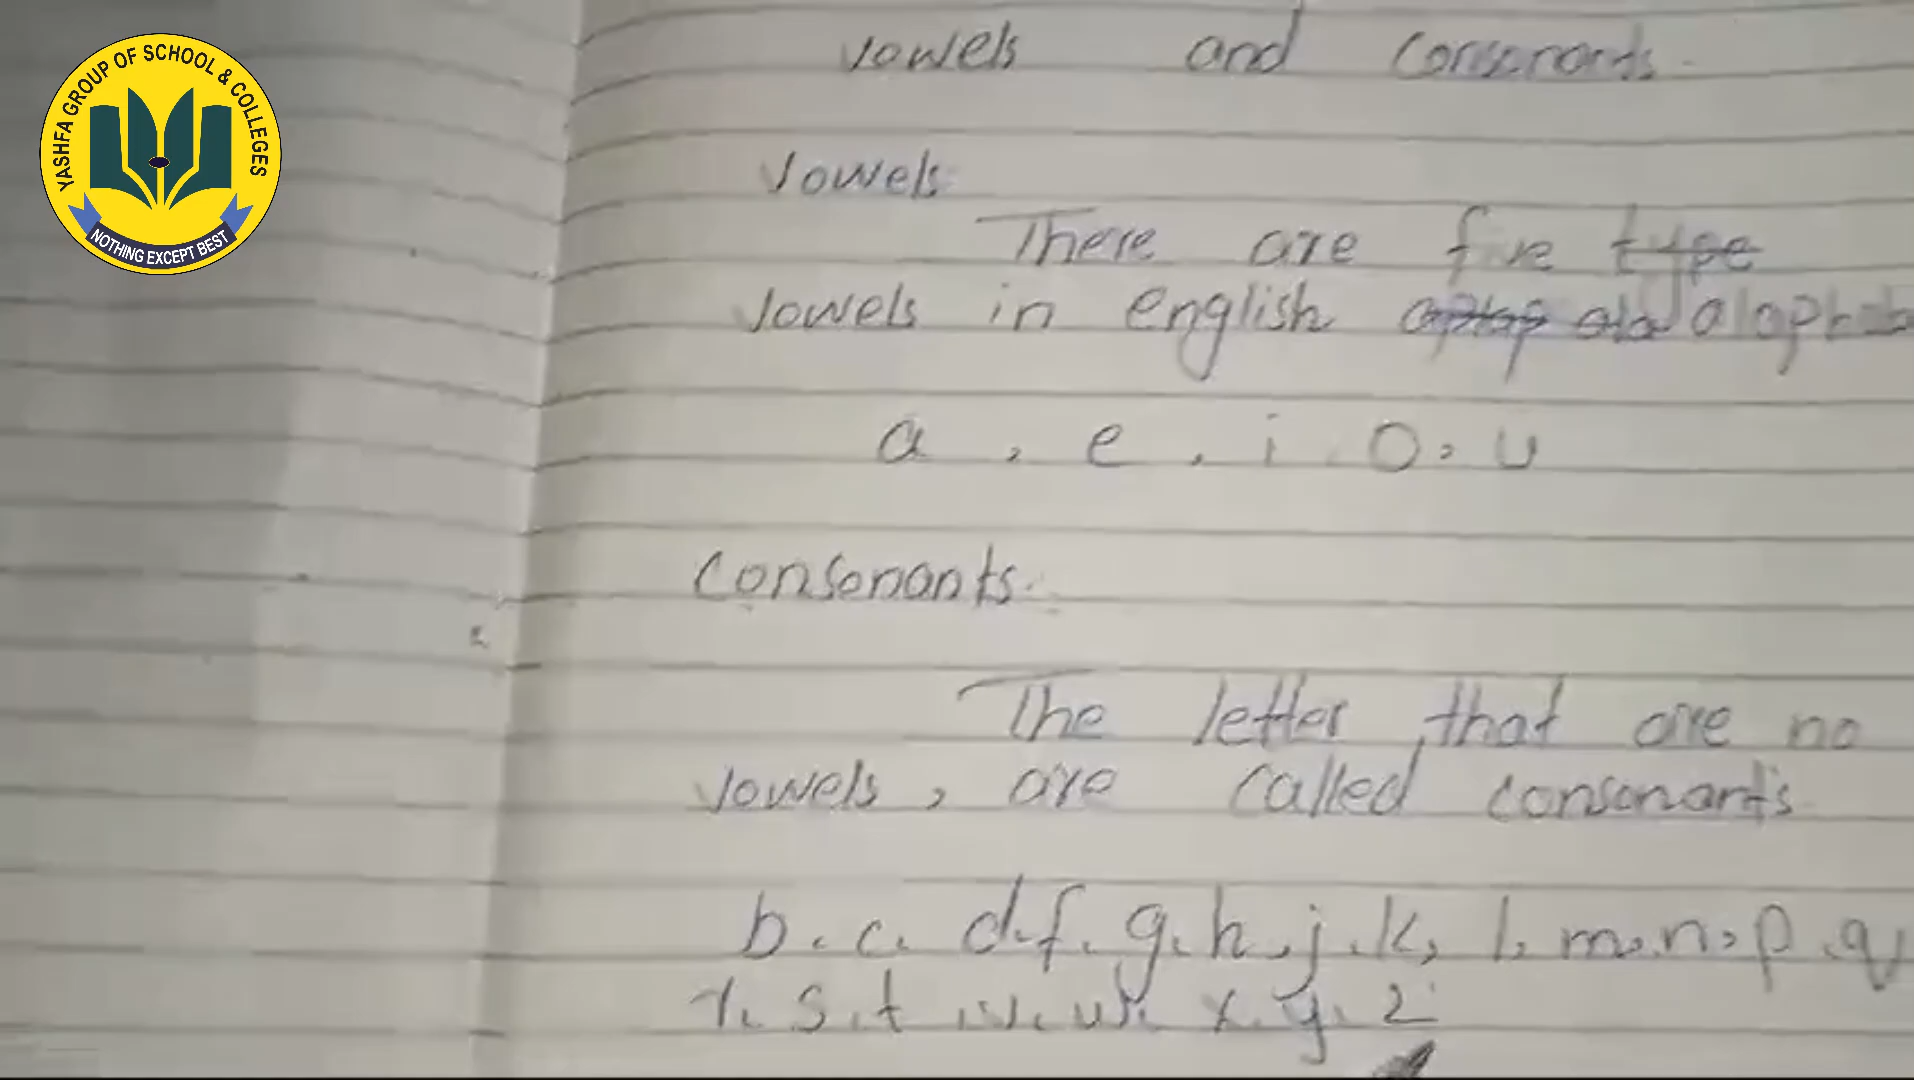 YASHFA GROUP OF SCHOOL & COLLEGES
NOTHING EXCEPT BEST
vowels and consonants
Vowels
There are five type
vowels in english
a, e, i, o, u
Consonants.
The letter that are no
vowels, are called consonants
b, c, d, f, g, h, j, k, l, m, n, p, q
r, s, t, v, w, x, y, z